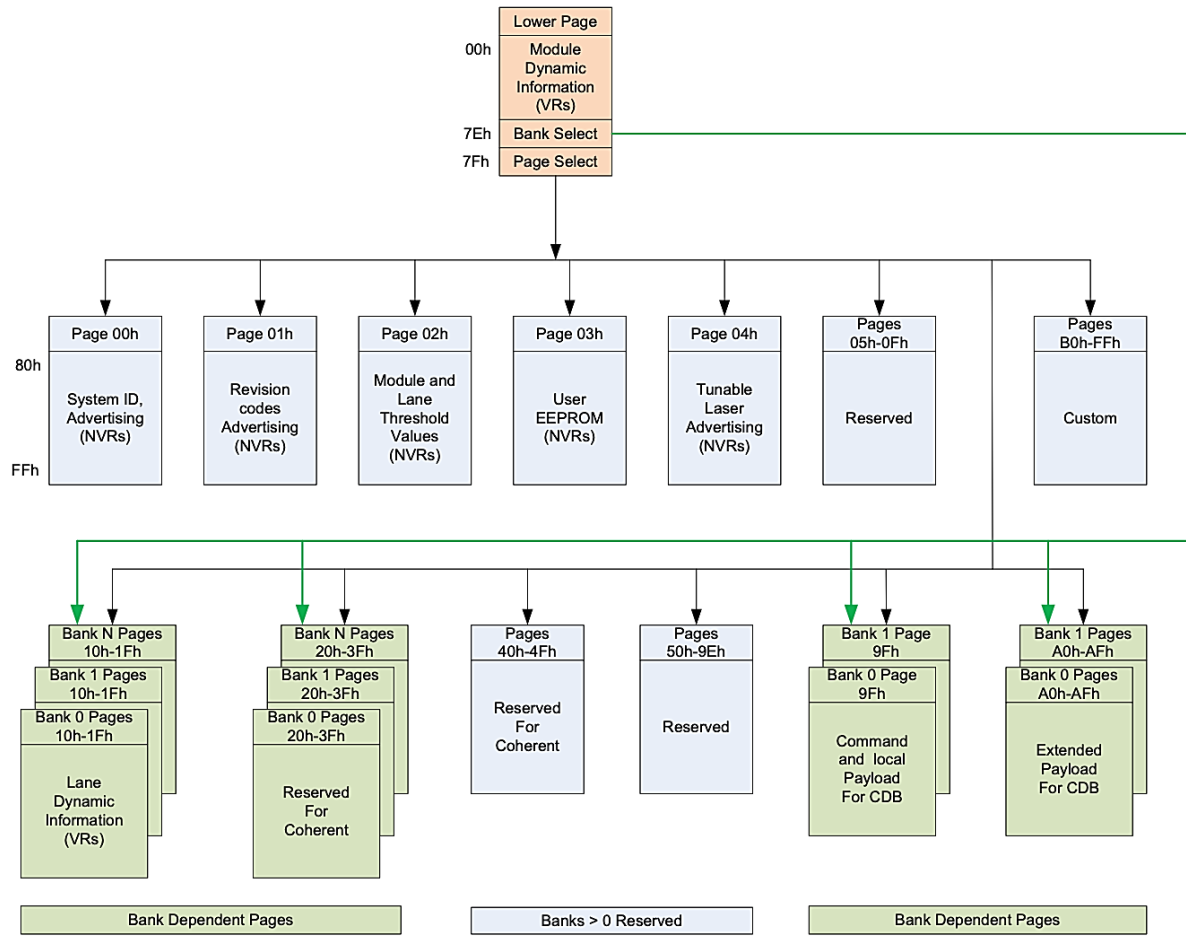 Lower Page
00h
Module
Dynamic
Information
(VRs)
7Eh
Bank Select
7Fh
Page Select
Page 00h
Page 01h
Page 02h
Page 03h
Page 04h
Pages
05h-0Fh
Pages
B0h-FFh
80h
System ID,
Advertising
(NVRs)
FFh
Revision
codes
Advertising
(NVRs)
Module and
Lane
Threshold
Values
(NVRs)
User
EEPROM
(NVRs)
Tunable
Laser
Advertising
(NVRs)
Reserved
Custom
Bank N Pages
10h-1Fh
Bank 1 Pages
10h-1Fh
Bank 0 Pages
10h-1Fh
Lane
Dynamic
Information
(VRs)
Bank N Pages
20h-3Fh
Bank 1 Pages
20h-3Fh
Bank 0 Pages
20h-3Fh
Reserved
For
Coherent
Pages
40h-4Fh
Reserved
For
Coherent
Pages
50h-9Eh
Reserved
Bank 1 Page
9Fh
Bank 0 Page
9Fh
Command
and local
Payload
For CDB
Bank 1 Pages
A0h-AFh
Bank 0 Pages
A0h-AFh
Extended
Payload
For CDB
Bank Dependent Pages
Banks > 0 Reserved
Bank Dependent Pages